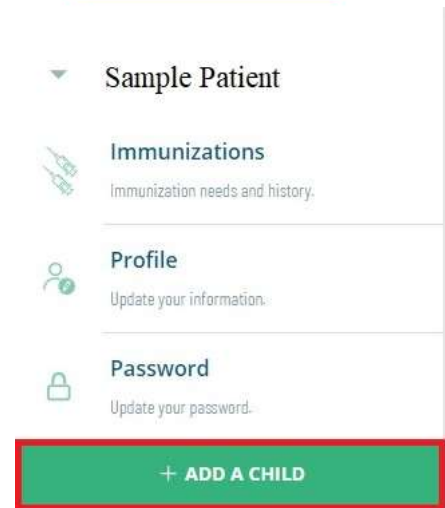 Sample Patient
Immunizations
Immunization needs and history.
Profile
Update your information.
Password
Update your password.
+ ADD A CHILD